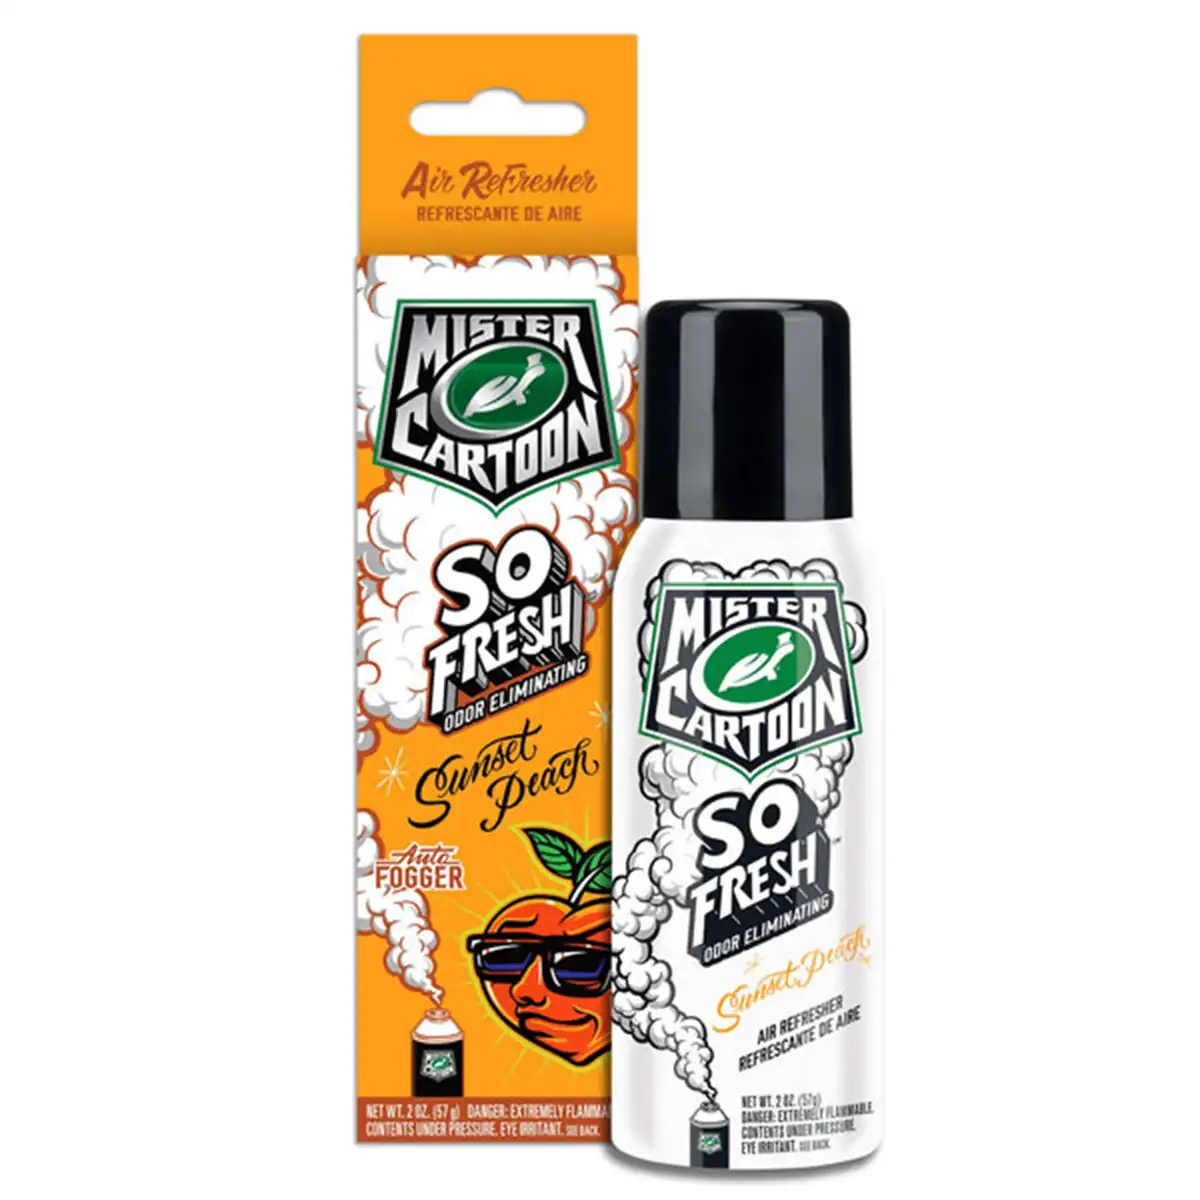 Air Refresher
REFRESCANTE DE AIRE
MISTER
CARTOON
SO
FRESH
ODOR ELIMINATING
Sunset
Peach
Auto
FOGGER
MISTER
CARTOON
NET WT. 2 OZ. (57g) DANGER: EXTREMELY FLAMMA
CONTENTS UNDER PRESSURE. EYE IRRITANT. SEE BACK.
MISTER
CARTOON
SO
FRESH
ODOR ELIMINATING
Sunset Peach
AIR REFRESHER
REFRESCANTE DE AIRE
NET WT. 2 OZ. (57g)
DANGER: EXTREMELY FLAMMABLE.
CONTENTS UNDER PRESSURE.
EYE IRRITANT. SEE BACK.